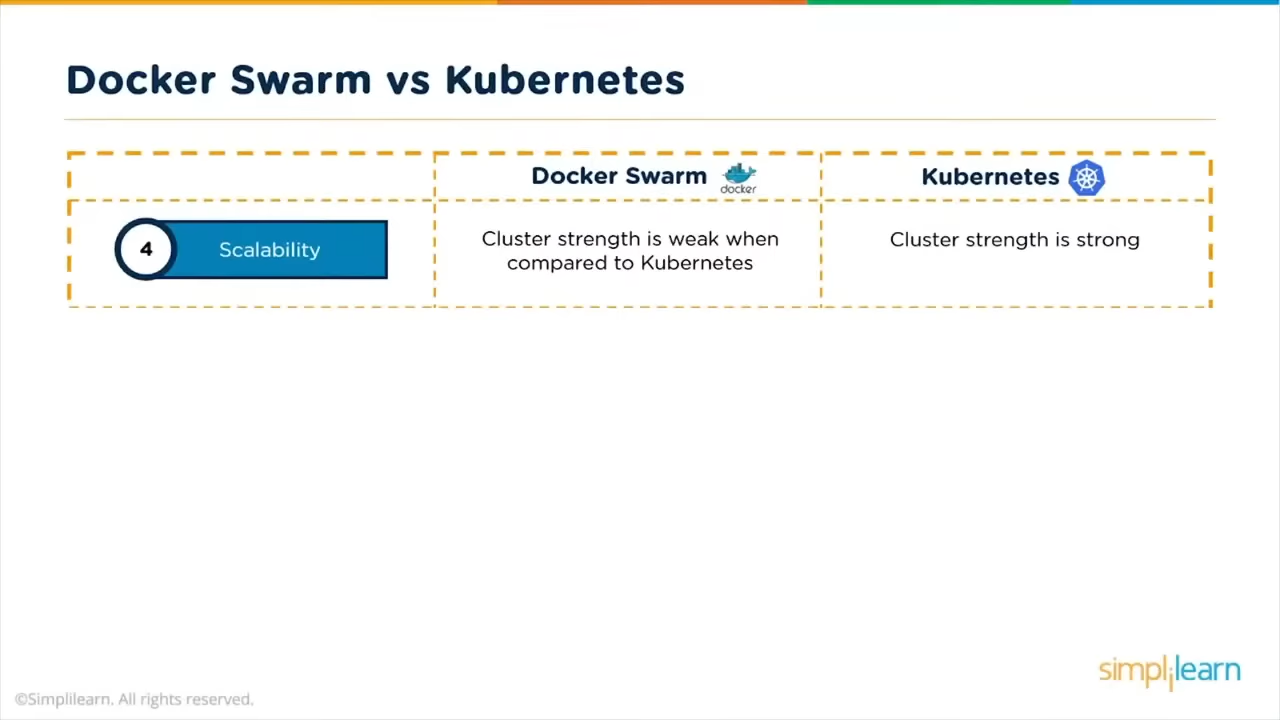 Docker Swarm vs Kubernetes
Docker Swarm
docker
Kubernetes
4
Scalability
Cluster strength is weak when
compared to Kubernetes
Cluster strength is strong
simplilearn
©Simplilearn. All rights reserved.